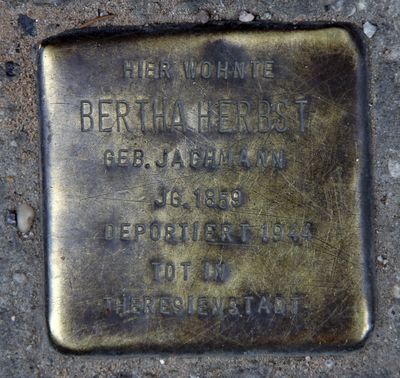 HIER WOHNTE
BERTHA HERBST
GEB. JACHMANN
JG. 1859
DEPORTIERT 1944
TOT IN
THERESIENSTADT